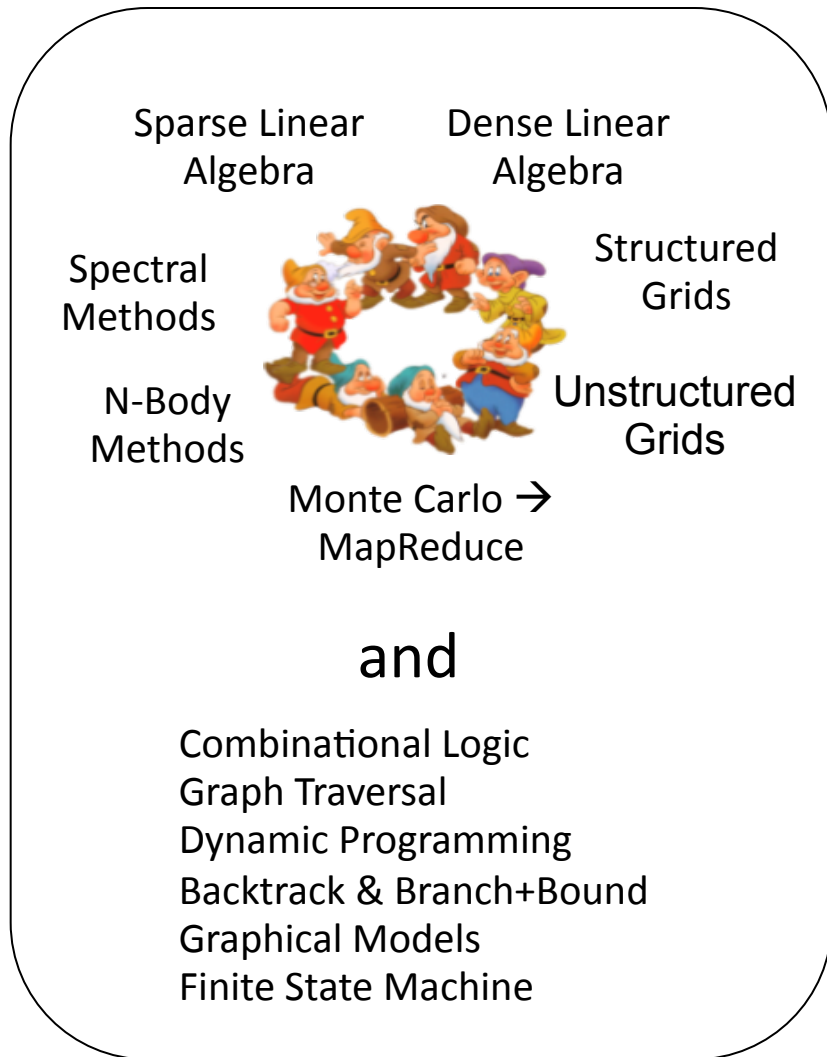 Sparse Linear
Algebra
Dense Linear
Algebra
Spectral
Methods
Structured
Grids
N-Body
Methods
Unstructured
Grids
Monte Carlo →
MapReduce
and
Combinational Logic
Graph Traversal
Dynamic Programming
Backtrack & Branch+Bound
Graphical Models
Finite State Machine